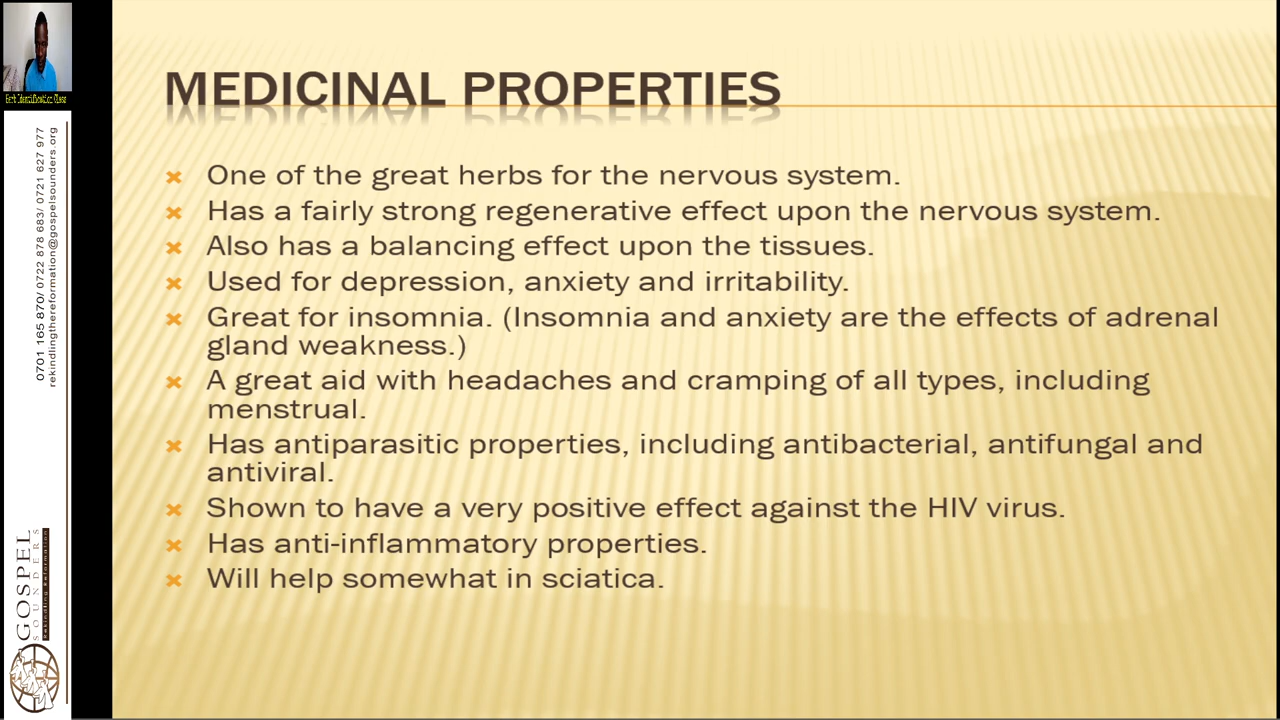 Herb Identification Class
0701 165 870/ 0722 878 683/ 0721 627 977
rekindlingthereformation@gospelsounders.org
GOSPEL
SOUNDERS
Rekindling Reformation
MEDICINAL PROPERTIES
One of the great herbs for the nervous system.
Has a fairly strong regenerative effect upon the nervous system.
Also has a balancing effect upon the tissues.
Used for depression, anxiety and irritability.
Great for insomnia. (Insomnia and anxiety are the effects of adrenal
gland weakness.)
A great aid with headaches and cramping of all types, including
menstrual.
Has antiparasitic properties, including antibacterial, antifungal and
antiviral.
Shown to have a very positive effect against the HIV virus.
Has anti-inflammatory properties.
Will help somewhat in sciatica.